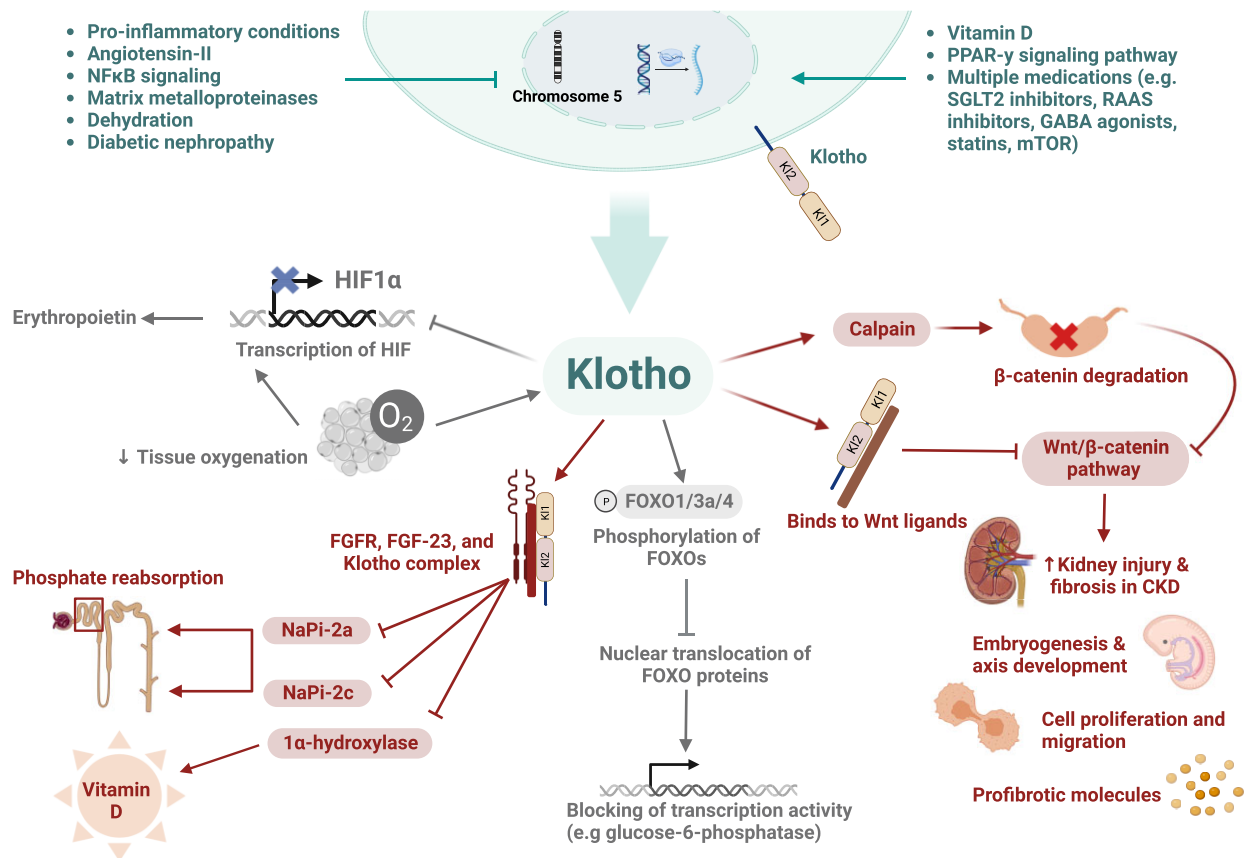 Pro-inflammatory conditions
Angiotensin-II
NFκB signaling
Matrix metalloproteinases
Dehydration
Diabetic nephropathy
Chromosome 5
Vitamin D
PPAR-y signaling pathway
Multiple medications (e.g.
SGLT2 inhibitors, RAAS
inhibitors, GABA agonists,
statins, mTOR)
Klotho
Kl2
Kl1
HIF1α
Erythropoietin
Transcription of HIF
O2
↓ Tissue oxygenation
Klotho
Calpain
β-catenin degradation
Kl1
Kl2
Binds to Wnt ligands
Wnt/β-catenin
pathway
↑Kidney injury &
fibrosis in CKD
Embryogenesis &
axis development
Cell proliferation and
migration
Profibrotic molecules
P
FOXO1/3a/4
Phosphorylation of
FOXOs
Nuclear translocation of
FOXO proteins
Blocking of transcription activity
(e.g glucose-6-phosphatase)
Kl1
Kl2
FGFR, FGF-23, and
Klotho complex
Phosphate reabsorption
NaPi-2a
NaPi-2c
1α-hydroxylase
Vitamin
D